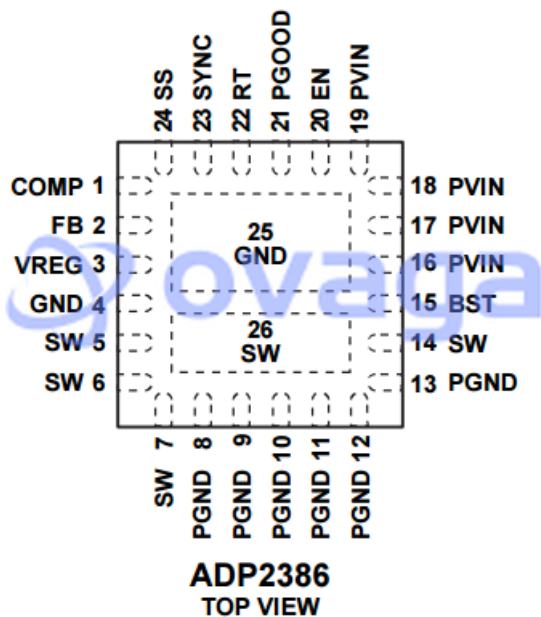 24 SS
23 SYNC
22 RT
21 PGOOD
20 EN
19 PVIN
COMP 1
FB 2
VREG 3
GND 4
SW 5
SW 6
25
GND
26
SW
18 PVIN
17 PVIN
16 PVIN
15 BST
14 SW
13 PGND
SW 7
PGND 8
PGND 9
PGND 10
PGND 11
PGND 12
ovaga
ADP2386
TOP VIEW